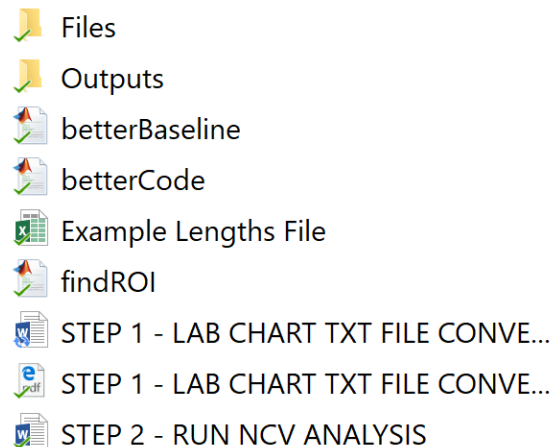 Files
Outputs
betterBaseline
betterCode
Example Lengths File
findROI
STEP 1 - LAB CHART TXT FILE CONVE...
STEP 1 - LAB CHART TXT FILE CONVE...
STEP 2 - RUN NCV ANALYSIS